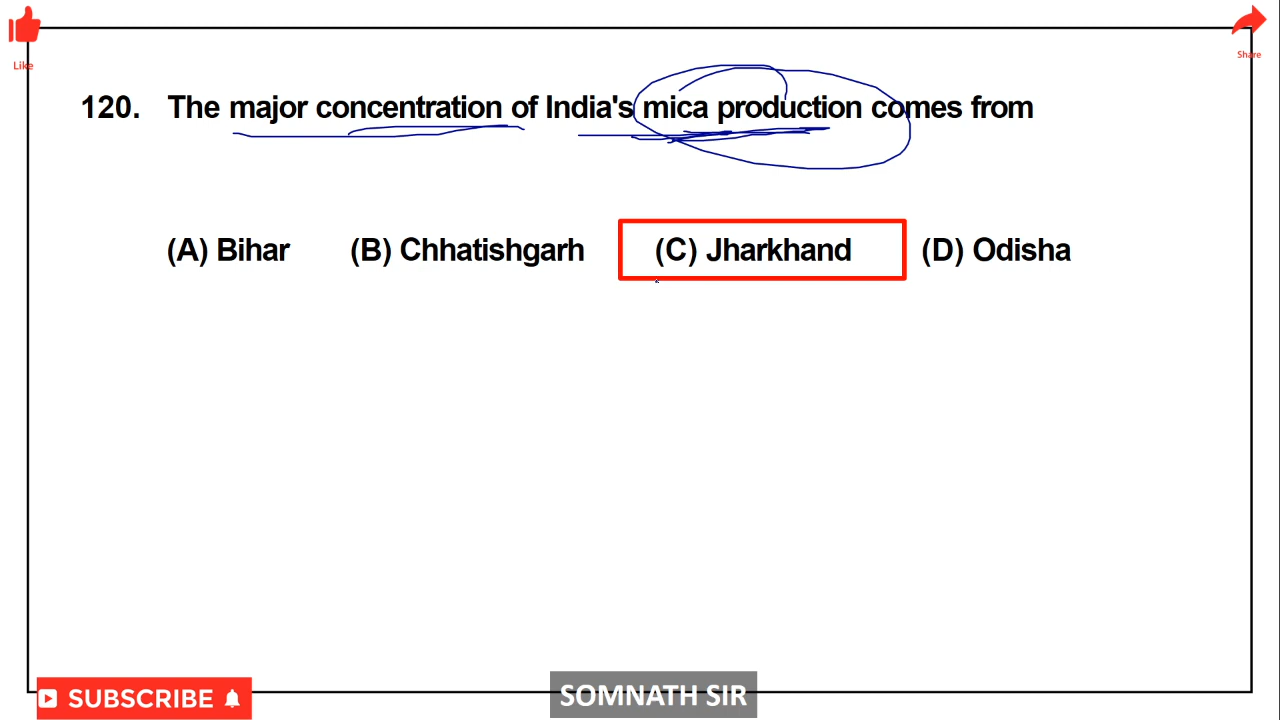 Like
Share
120. The major concentration of India's mica production comes from
(A) Bihar (B) Chhatishgarh (C) Jharkhand (D) Odisha
SUBSCRIBE
SOMNATH SIR